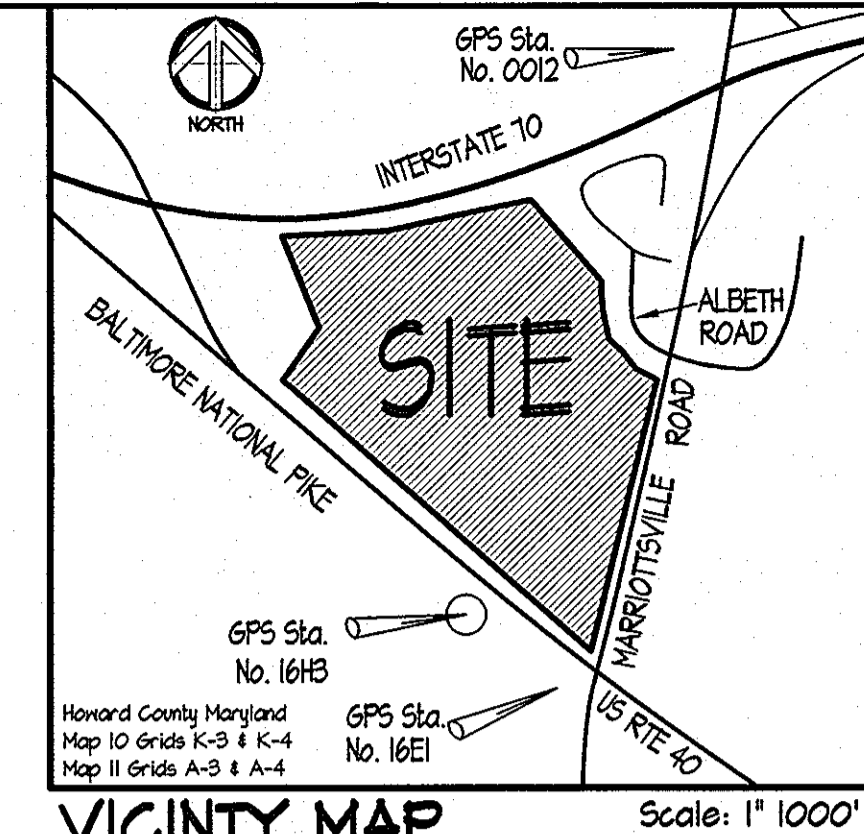 GPS Sta.
No. 0012
NORTH
INTERSTATE 70
ALBETH
ROAD
SITE
BALTIMORE NATIONAL PIKE
MARRIOTTSVILLE ROAD
GPS Sta.
No. 16H3
GPS Sta.
No. 16E1
US RTE 40
Howard County Maryland
Map 10 Grids K-3 & K-4
Map 11 Grids A-3 & A-4
VICINTY MAP
Scale: 1" 1000'